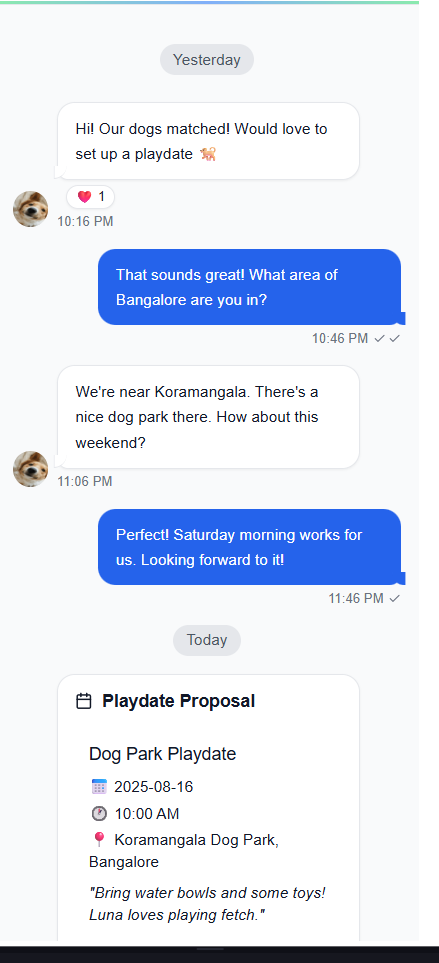 Yesterday
Hi! Our dogs matched! Would love to
set up a playdate 🐕
❤️ 1
10:16 PM
That sounds great! What area of
Bangalore are you in?
10:46 PM ✓✓
We're near Koramangala. There's a
nice dog park there. How about this
weekend?
11:06 PM
Perfect! Saturday morning works for
us. Looking forward to it!
11:46 PM ✓
Today
Playdate Proposal
Dog Park Playdate
📅 2025-08-16
🕐 10:00 AM
📍 Koramangala Dog Park,
Bangalore
"Bring water bowls and some toys!
Luna loves playing fetch."